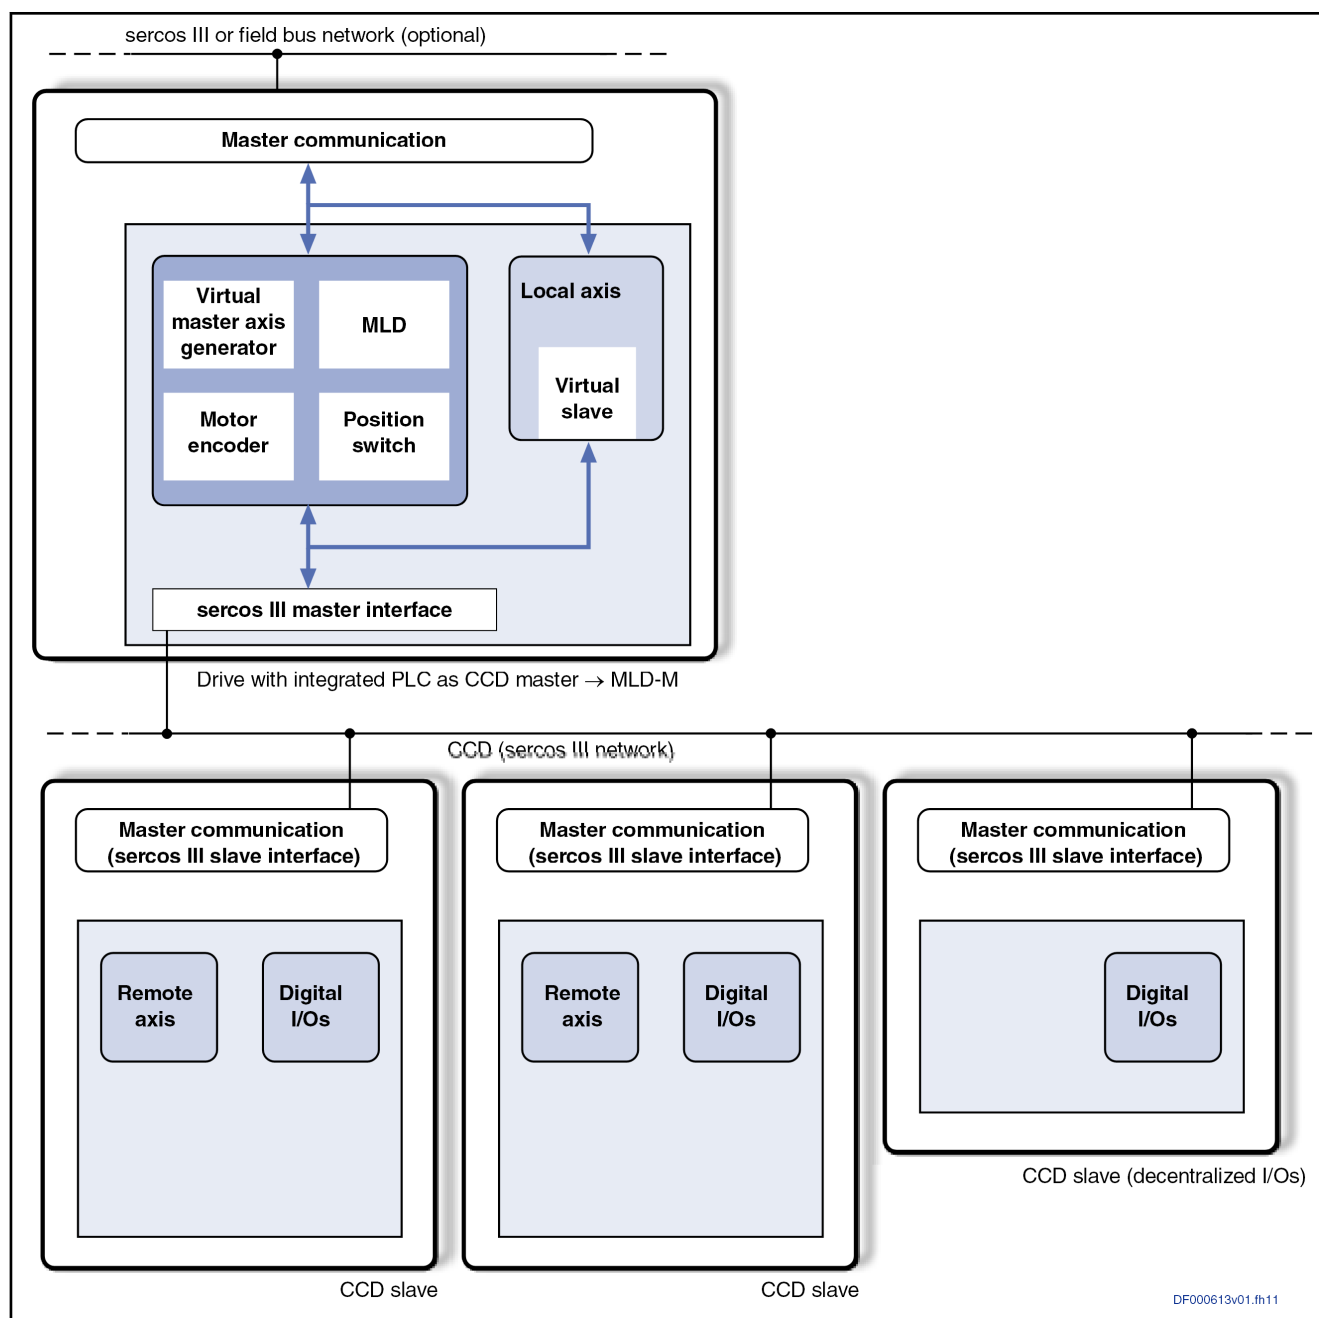 sercos III or field bus network (optional)
Master communication
Virtual
master axis
generator
MLD
Motor
encoder
Position
switch
Local axis
Virtual
slave
sercos III master interface
Drive with integrated PLC as CCD master → MLD-M
CCD (sercos III network)
Master communication
(sercos III slave interface)
Remote
axis
Digital
I/Os
CCD slave
Master communication
(sercos III slave interface)
Remote
axis
Digital
I/Os
CCD slave
Master communication
(sercos III slave interface)
Digital
I/Os
CCD slave (decentralized I/Os)
DF000613v01.fh11